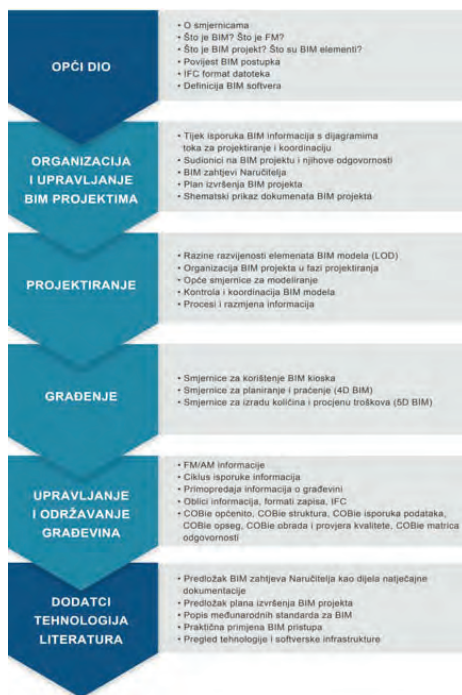 OPĆI DIO
• O smjernicama
• Što je BIM? Što je FM?
• Što je BIM projekt? Što su BIM elementi?
• Povijest BIM postupka
• IFC format datoteka
• Definicija BIM softvera
ORGANIZACIJA
I UPRAVLJANJE
BIM PROJEKTIMA
• Tijek isporuka BIM informacija s dijagramima
toka za projektiranje i koordinaciju
• Sudionici na BIM projektu i njihove odgovornosti
• BIM zahtjevi Naručitelja
• Plan izvršenja BIM projekta
• Shematski prikaz dokumenata BIM projekta
PROJEKTIRANJE
• Razine razvijenosti elemenata BIM modela (LOD)
• Organizacija BIM projekta u fazi projektiranja
• Opće smjernice za modeliranje
• Kontrola i koordinacija BIM modela
• Procesi i razmjena informacija
GRAĐENJE
• Smjernice za korištenje BIM kioska
• Smjernice za planiranje i praćenje (4D BIM)
• Smjernice za izradu količina i procjenu troškova (5D BIM)
UPRAVLJANJE
I ODRŽAVANJE
GRAĐEVINA
• FM/AM informacije
• Ciklus isporuke informacija
• Primopredaja informacija o građevini
• Oblici informacija, formati zapisa, IFC
• COBie općenito, COBie struktura, COBie isporuka podataka,
COBie opseg, COBie obrada i provjera kvalitete, COBie matrica
odgovornosti
DODATCI
TEHNOLOGIJA
LITERATURA
• Predložak BIM zahtjeva Naručitelja kao dijela natječajne
dokumentacije
• Predložak plana izvršenja BIM projekta
• Popis međunarodnih standarda za BIM
• Praktična primjena BIM pristupa
• Pregled tehnologije i softverske infrastrukture